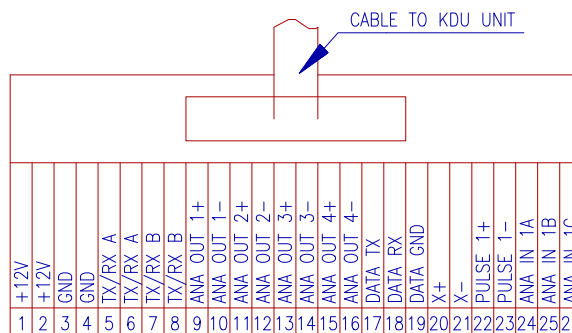 CABLE TO KDU UNIT
+12V
+12V
GND
GND
TX/RX A
TX/RX A
TX/RX B
TX/RX B
ANA OUT 1+
ANA OUT 1-
ANA OUT 2+
ANA OUT 2-
ANA OUT 3+
ANA OUT 3-
ANA OUT 4+
ANA OUT 4-
DATA TX
DATA RX
DATA GND
X+
X-
PULSE 1+
PULSE 1-
ANA IN 1A
ANA IN 1B
ANA IN 1C
1 2 3 4 5 6 7 8 9 10 11 12 13 14 15 16 17 18 19 20 21 22 23 24 25 2